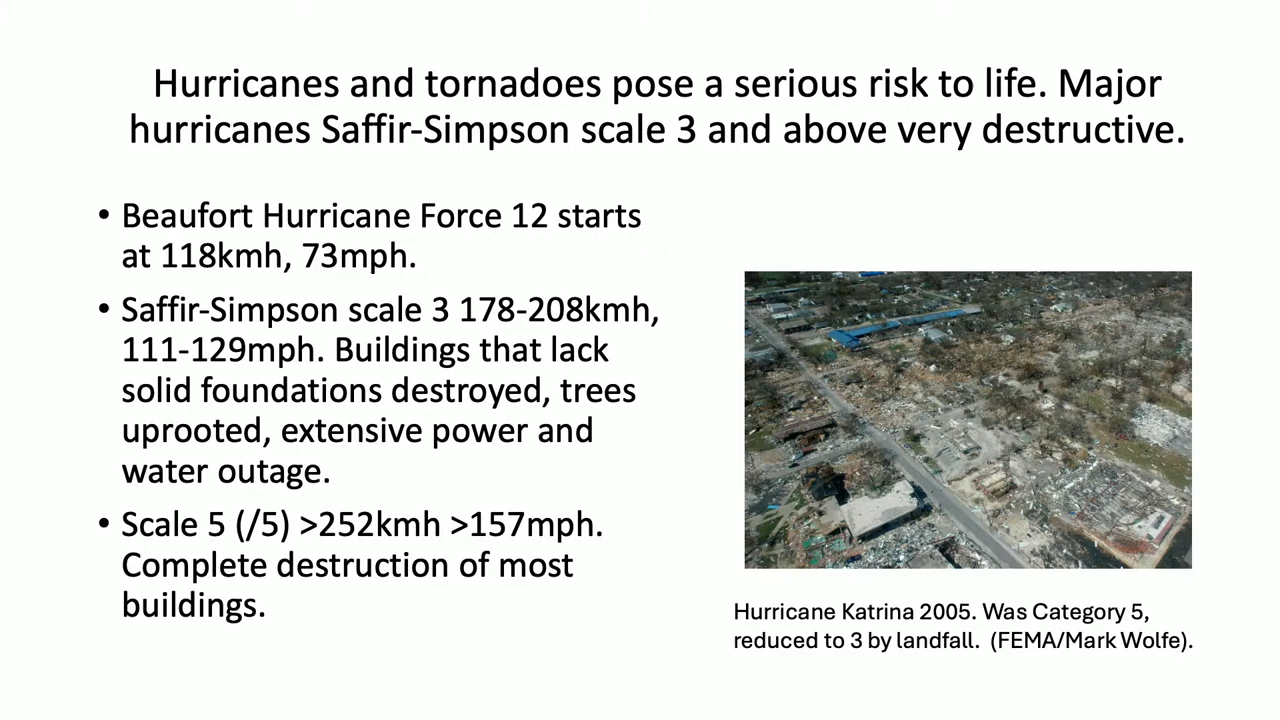 Hurricanes and tornadoes pose a serious risk to life. Major
hurricanes Saffir-Simpson scale 3 and above very destructive.
• Beaufort Hurricane Force 12 starts
at 118kmh, 73mph.
• Saffir-Simpson scale 3 178-208kmh,
111-129mph. Buildings that lack
solid foundations destroyed, trees
uprooted, extensive power and
water outage.
• Scale 5 (/5) >252kmh >157mph.
Complete destruction of most
buildings.
Hurricane Katrina 2005. Was Category 5,
reduced to 3 by landfall. (FEMA/Mark Wolfe).